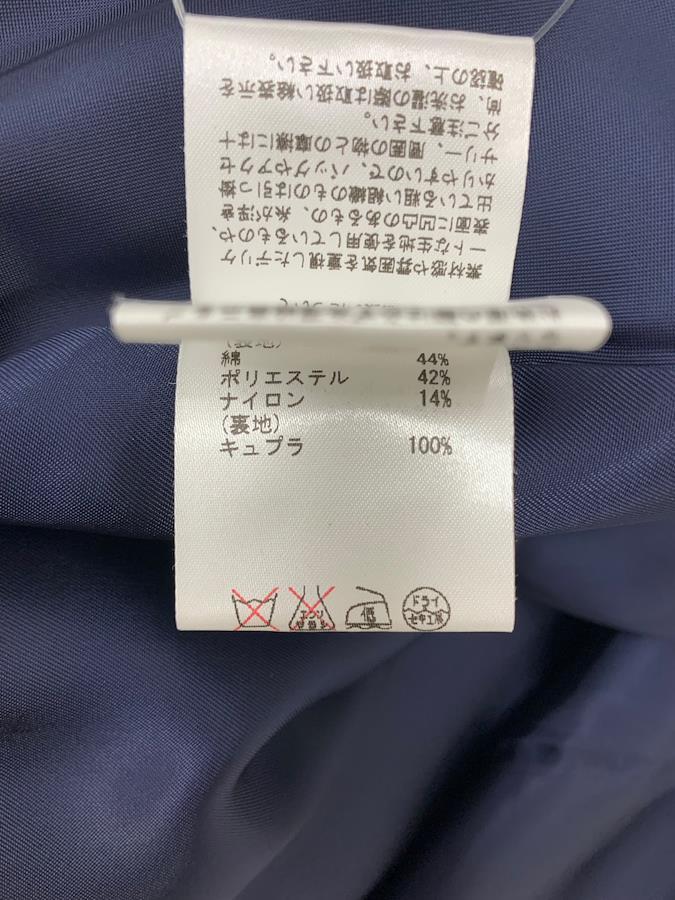 素材感や雰囲気を重視したデリケ
ートな生地を使用しているものや、
表面に凹凸のあるもの、糸が浮き
出ている粗い組織のものは引っ掛
かりやすいので、バッグやアクセ
サリー、周囲の物との摩擦には十
分ご注意下さい。
尚、お洗濯の際は取扱い絵表示を
確認の上、お取扱い下さい。
綿 44%
ポリエステル 42%
ナイロン 14%
(裏地)
キュプラ 100%
低
ドライ
セキユ系